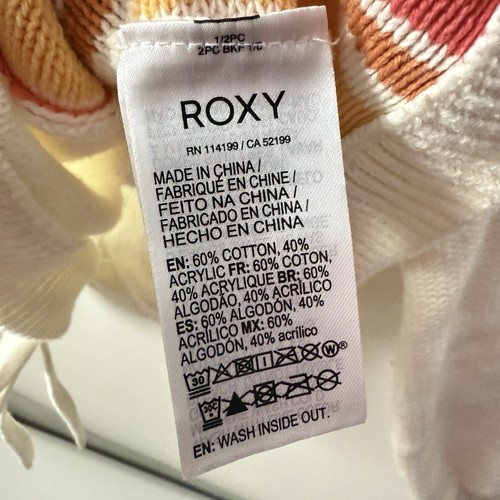 1/2PC
ROXY
RN 114199 / CA 52199
MADE IN CHINA /
FABRIQUÉ EN CHINE /
FEITO NA CHINA /
FABRICADO EN CHINA /
HECHO EN CHINA
EN: 60% COTTON, 40%
ACRYLIC FR: 60% COTON,
40% ACRYLIQUE BR: 60%
ALGODÃO, 40% ACRÍLICO
ES: 60% ALGODÓN, 40%
ACRÍLICO MX: 60%
ALGODÓN, 40% acrílico
30 W®
30C
EN: WASH INSIDE OUT.